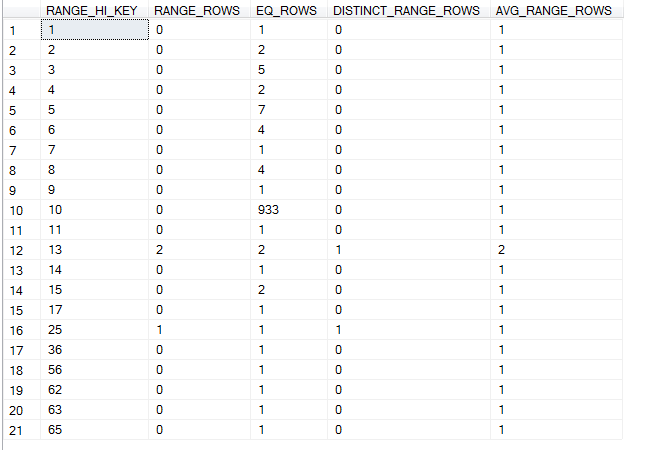 RANGE_HI_KEY RANGE_ROWS EQ_ROWS DISTINCT_RANGE_ROWS AVG_RANGE_ROWS
1 1 0 1 0 1
2 2 0 2 0 1
3 3 0 5 0 1
4 4 0 2 0 1
5 5 0 7 0 1
6 6 0 4 0 1
7 7 0 1 0 1
8 8 0 4 0 1
9 9 0 1 0 1
10 10 0 933 0 1
11 11 0 1 0 1
12 13 2 2 1 2
13 14 0 1 0 1
14 15 0 2 0 1
15 17 0 1 0 1
16 25 1 1 1 1
17 36 0 1 0 1
18 56 0 1 0 1
19 62 0 1 0 1
20 63 0 1 0 1
21 65 0 1 0 1